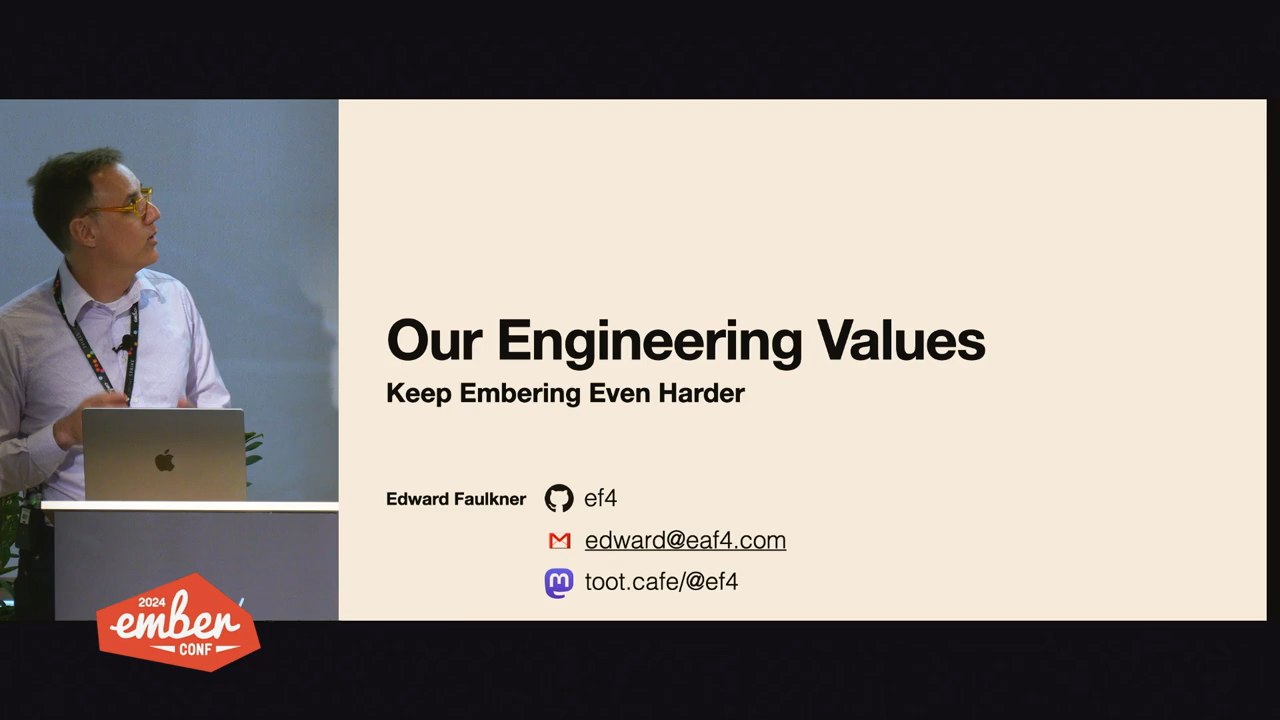 Our Engineering Values
Keep Embering Even Harder
Edward Faulkner ef4
edward@eaf4.com
toot.cafe/@ef4
2024
ember
CONF